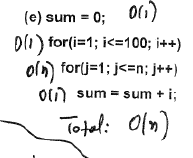 (e) sum = 0; O(1)
O(1) for(i=1; i<=100; i++)
O(n) for(j=1; j<=n; j++)
O(1) sum = sum + i;
Total: O(n)